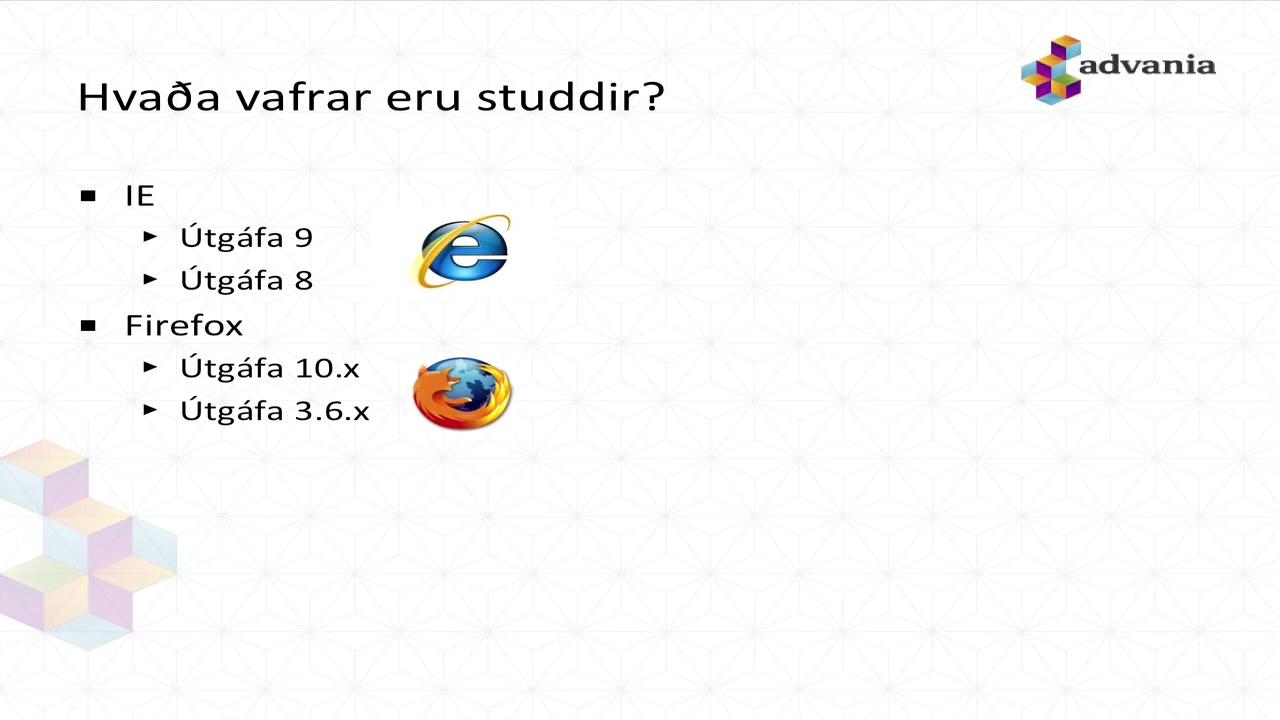 advania
Hvaða vafrar eru studdir?
IE
Útgáfa 9
Útgáfa 8
Firefox
Útgáfa 10.x
Útgáfa 3.6.x